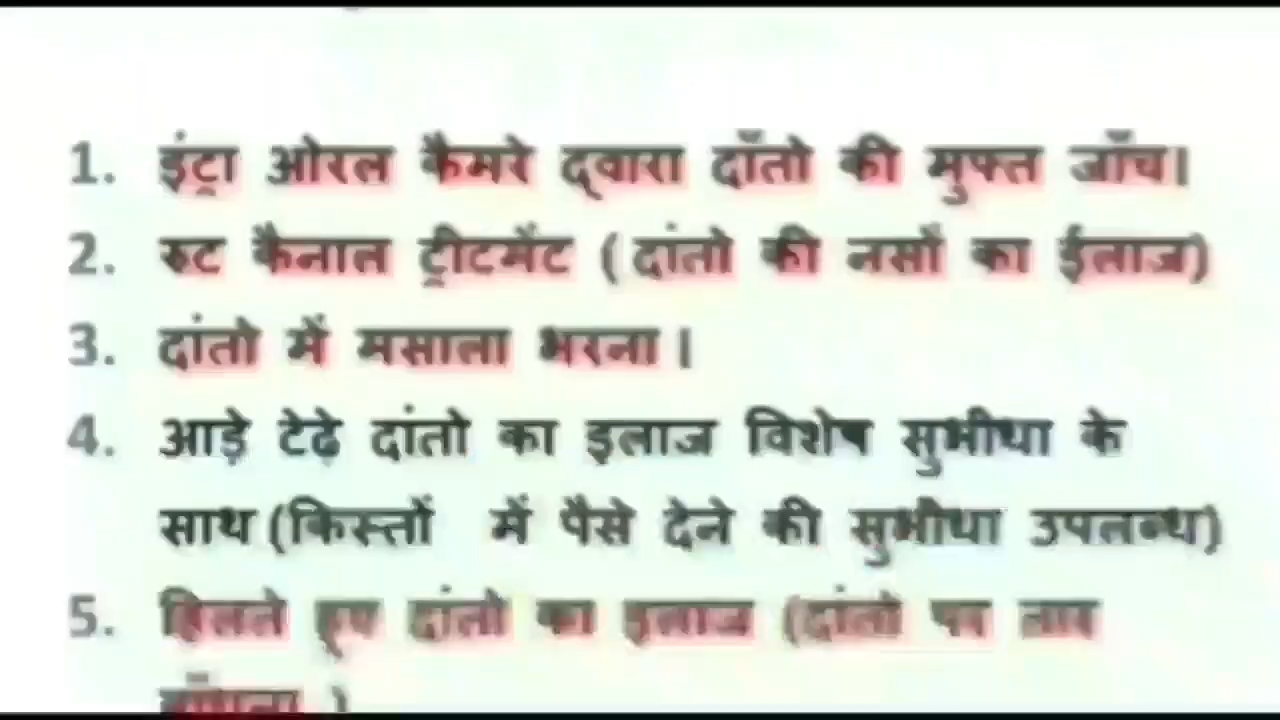 1. इंट्रा ओरल कैमरे द्वारा दाँतो की मुफ्त जाँच।
2. रुट कैनाल ट्रीटमेंट ( दांतो की नसों का ईलाज)
3. दांतो में मसाला भरना ।
4. आड़े टेढ़े दांतो का इलाज विशेष सुभीधा के
साथ (किस्तों में पैसे देने की सुभीधा उपलब्ध)
5. हिलते हुए दांतो का इलाज (दांतो पर तार